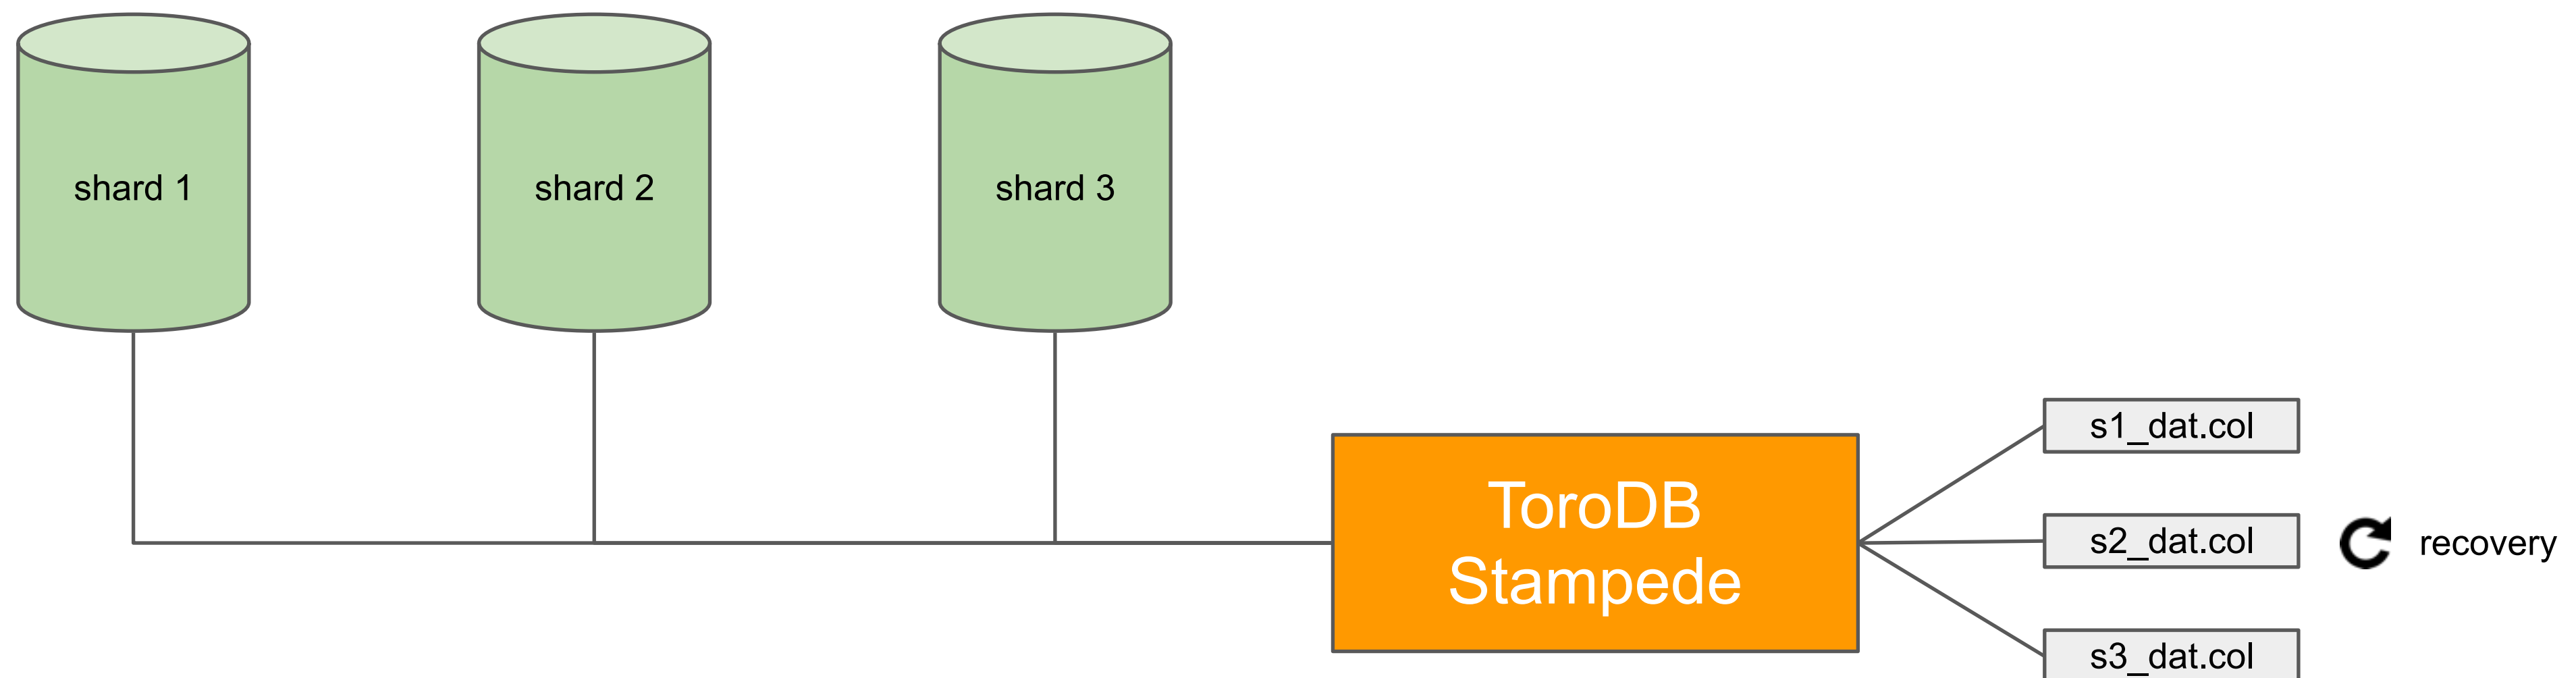 shard 1
shard 2
shard 3
ToroDB
Stampede
s1_dat.col
s2_dat.col
recovery
s3_dat.col